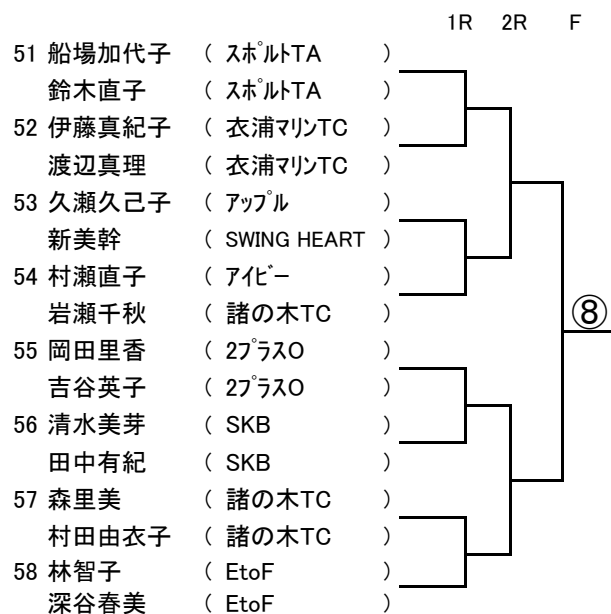 1R 2R F
51 船場加代子 ( スポルトTA )
鈴木直子 ( スポルトTA )
52 伊藤真紀子 ( 衣浦マリンTC )
渡辺真理 ( 衣浦マリンTC )
53 久瀬久己子 ( アップル )
新美幹 ( SWING HEART )
54 村瀬直子 ( アイビー )
岩瀬千秋 ( 諸の木TC )
⑧
55 岡田里香 ( 2プラスO )
吉谷英子 ( 2プラスO )
56 清水美芽 ( SKB )
田中有紀 ( SKB )
57 森里美 ( 諸の木TC )
村田由衣子 ( 諸の木TC )
58 林智子 ( EtoF )
深谷春美 ( EtoF )